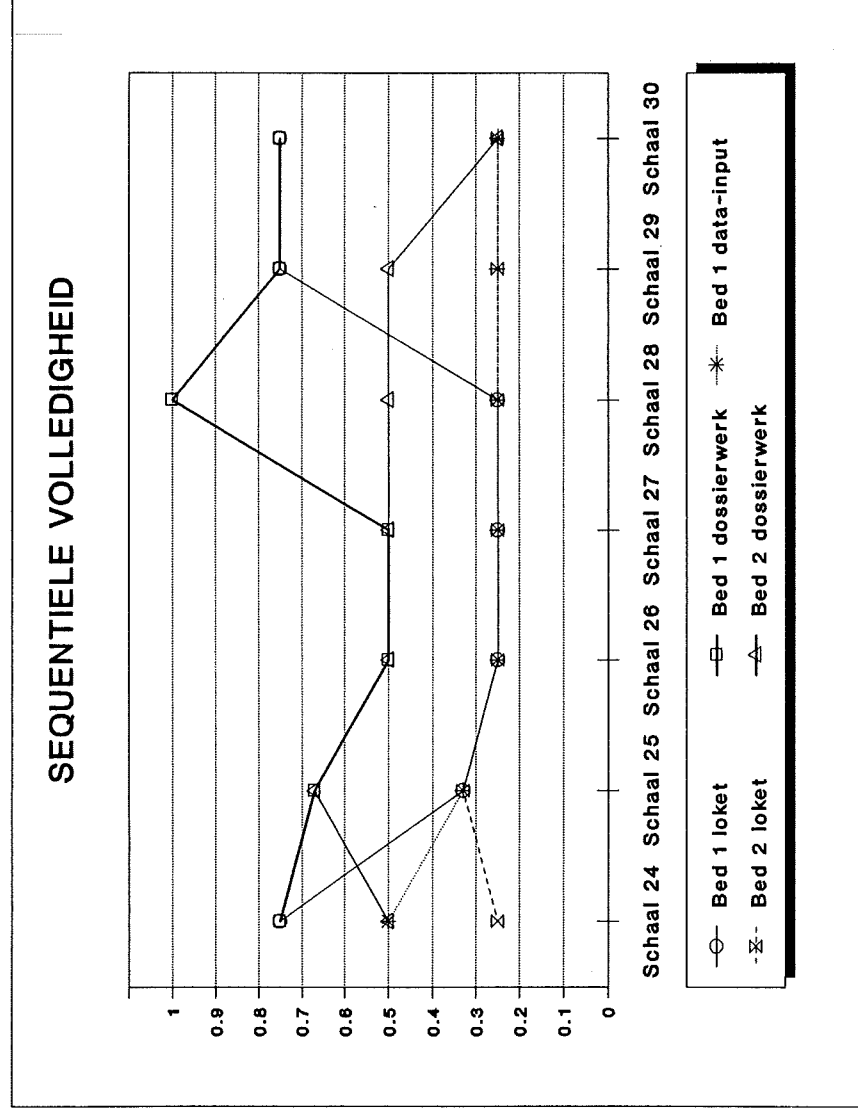 SEQUENTIELE VOLLEDIGHEID
1
0.9
0.8
0.7
0.6
0.5
0.4
0.3
0.2
0.1
0
Schaal 24 Schaal 25 Schaal 26 Schaal 27 Schaal 28 Schaal 29 Schaal 30
Bed 1 loket Bed 1 dossierwerk Bed 1 data-input
Bed 2 loket Bed 2 dossierwerk